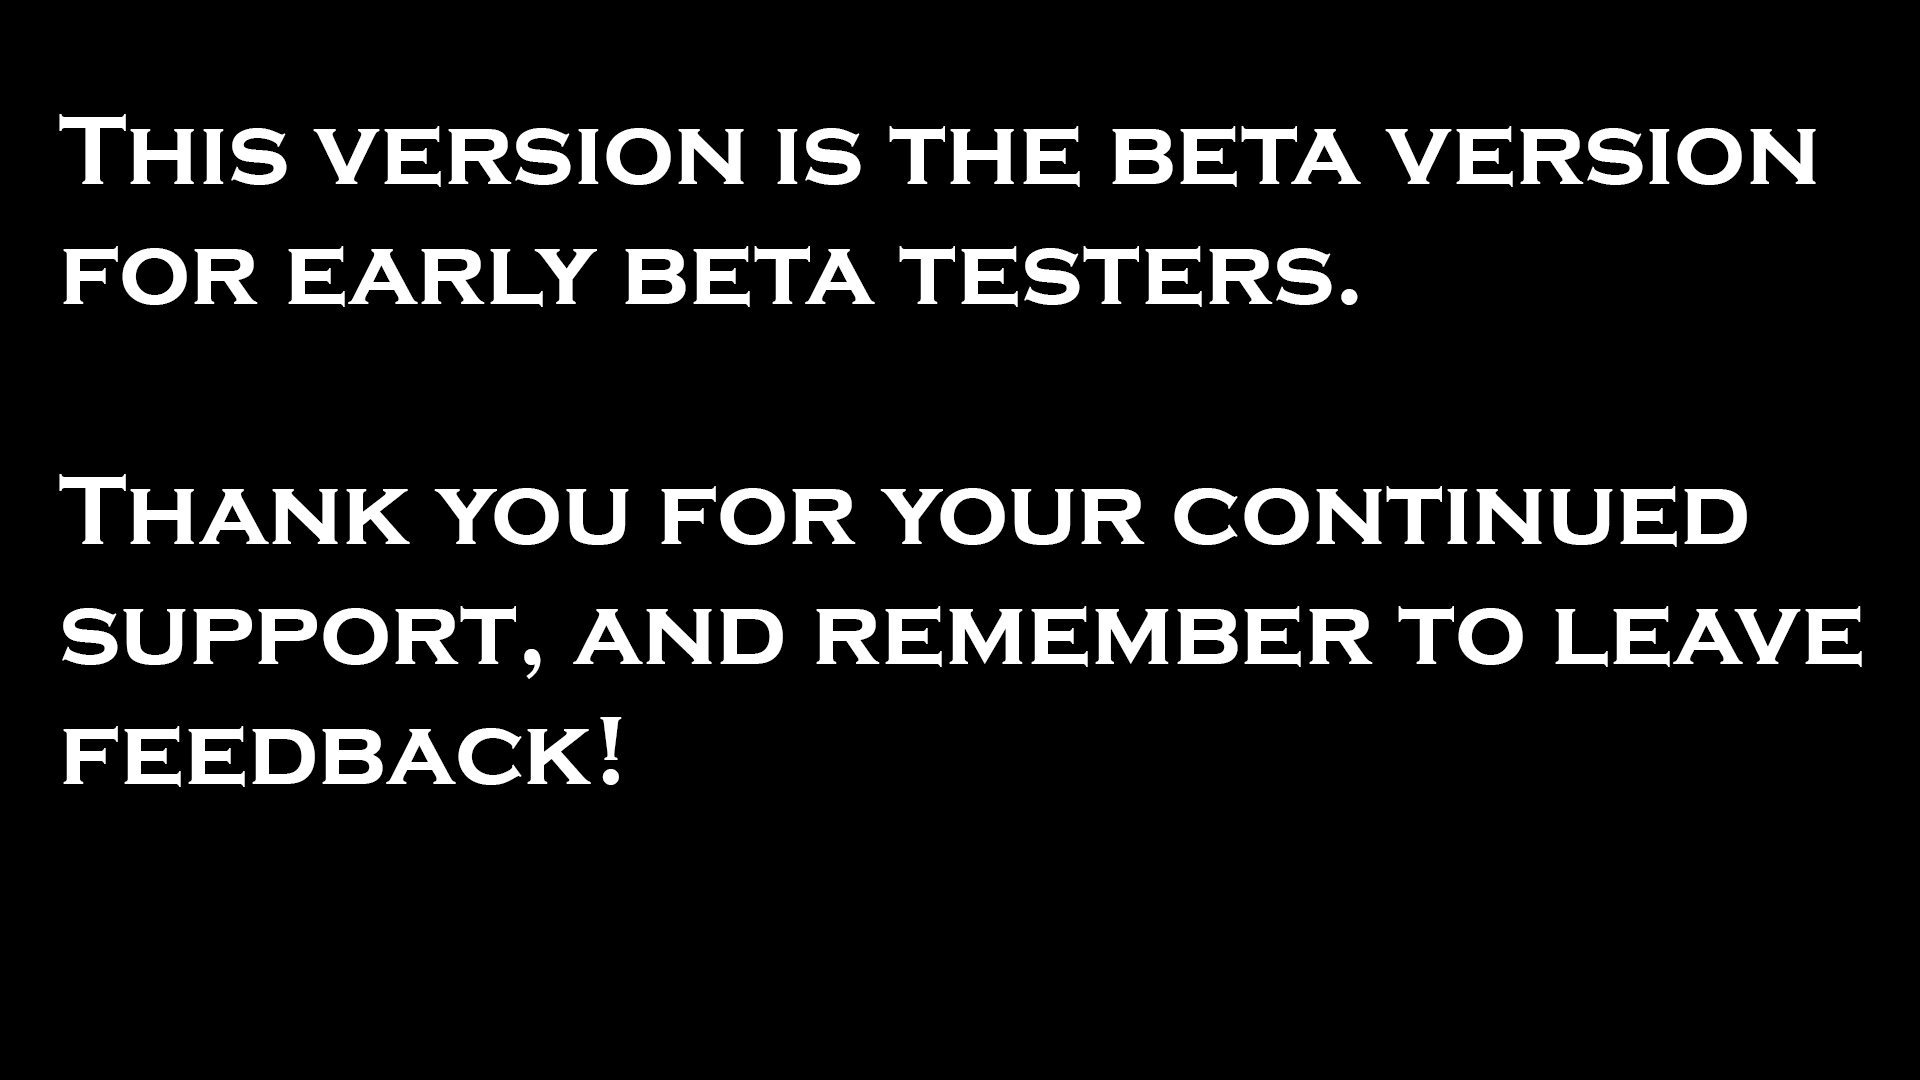 This version is the beta version
for early beta testers.
Thank you for your continued
support, and remember to leave
feedback!